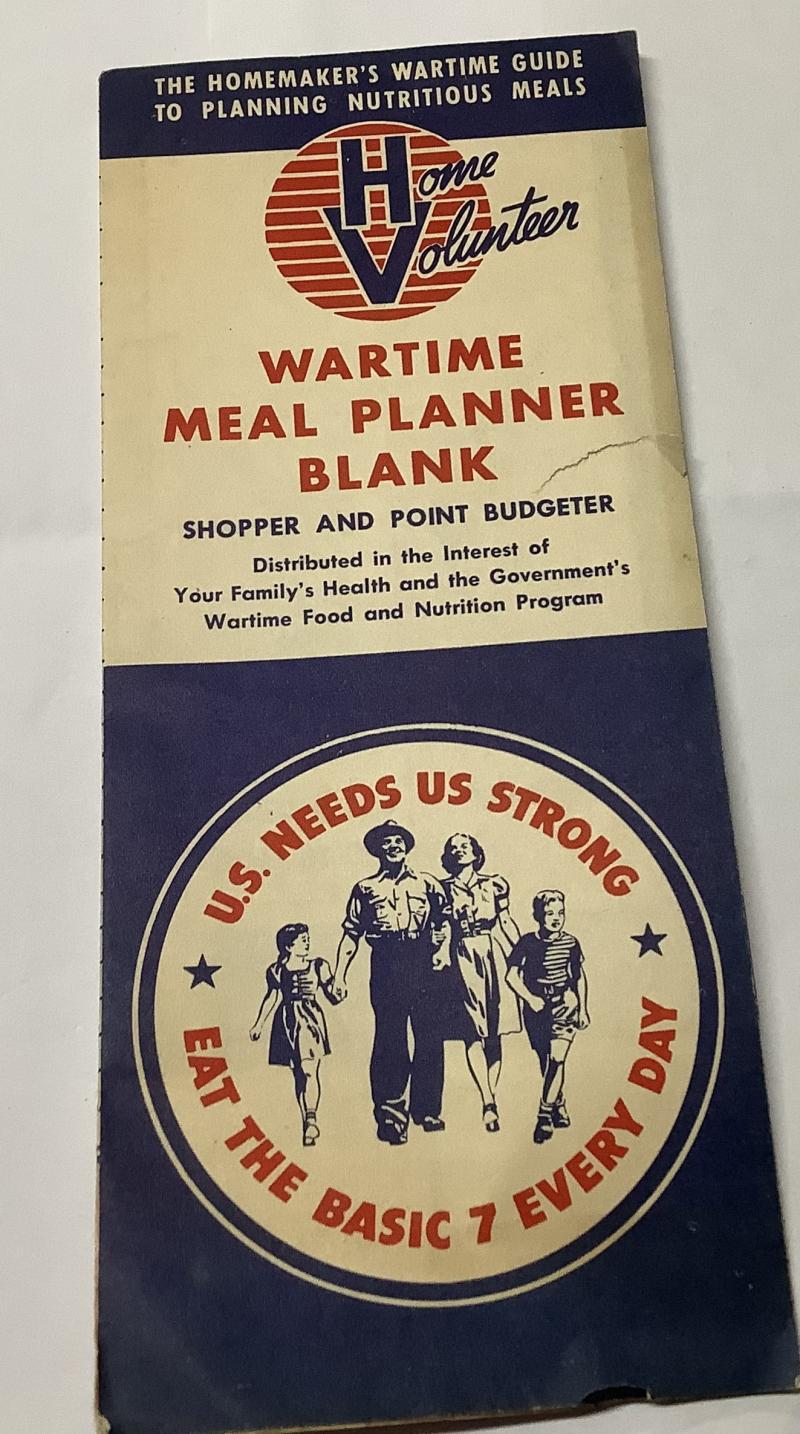 THE HOMEMAKER'S WARTIME GUIDE
TO PLANNING NUTRITIOUS MEALS
Home
Volunteer
WARTIME
MEAL PLANNER
BLANK
SHOPPER AND POINT BUDGETER
Distributed in the Interest of
Your Family's Health and the Government's
Wartime Food and Nutrition Program
U.S. NEEDS US STRONG
EAT THE BASIC 7 EVERY DAY